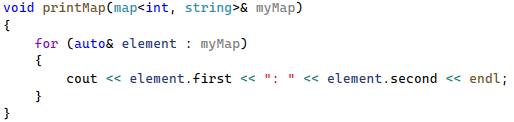 void printMap(map<int, string>& myMap)
{
    for (auto& element : myMap)
    {
        cout << element.first << ": " << element.second << endl;
    }
}